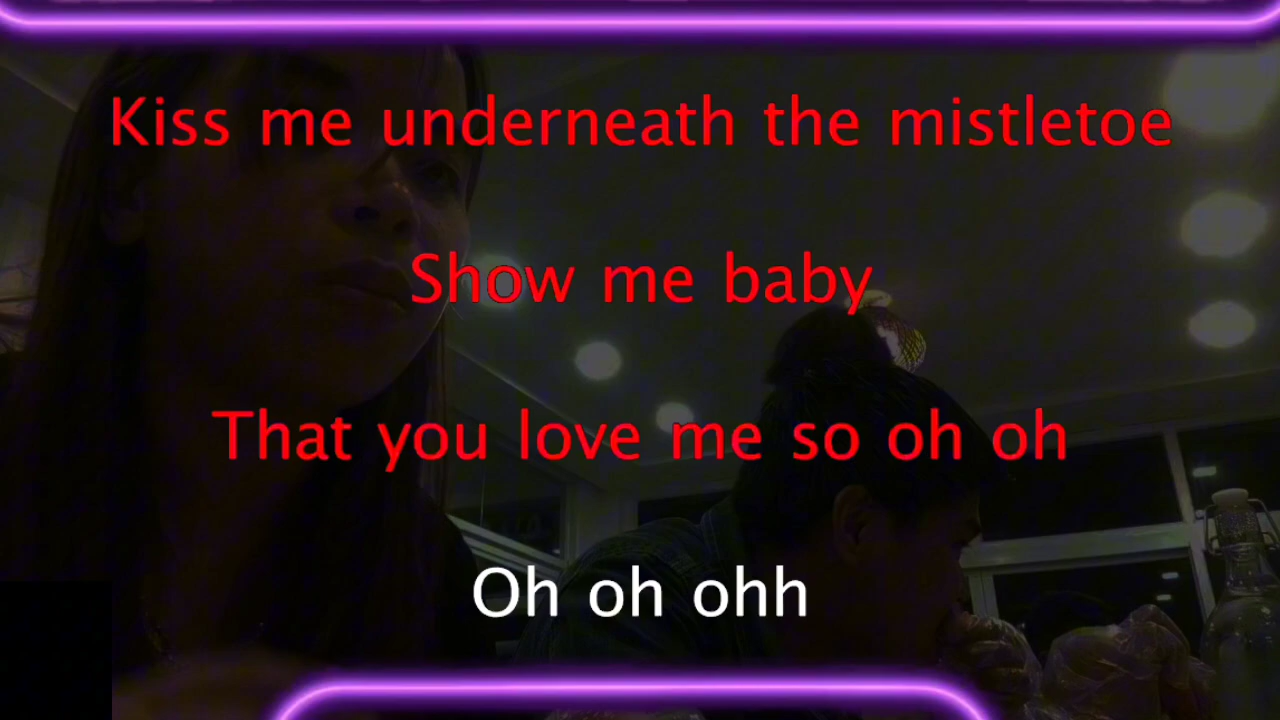 Kiss me underneath the mistletoe
Show me baby
That you love me so oh oh
Oh oh ohh